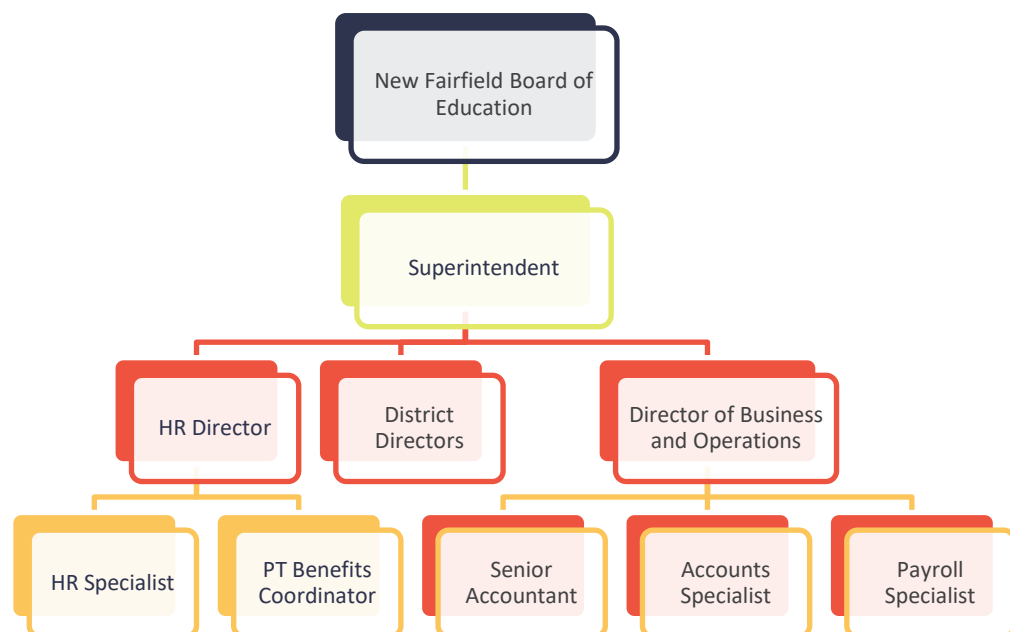 New Fairfield Board of
Education
Superintendent
HR Director
District
Directors
Director of Business
and Operations
HR Specialist
PT Benefits
Coordinator
Senior
Accountant
Accounts
Specialist
Payroll
Specialist